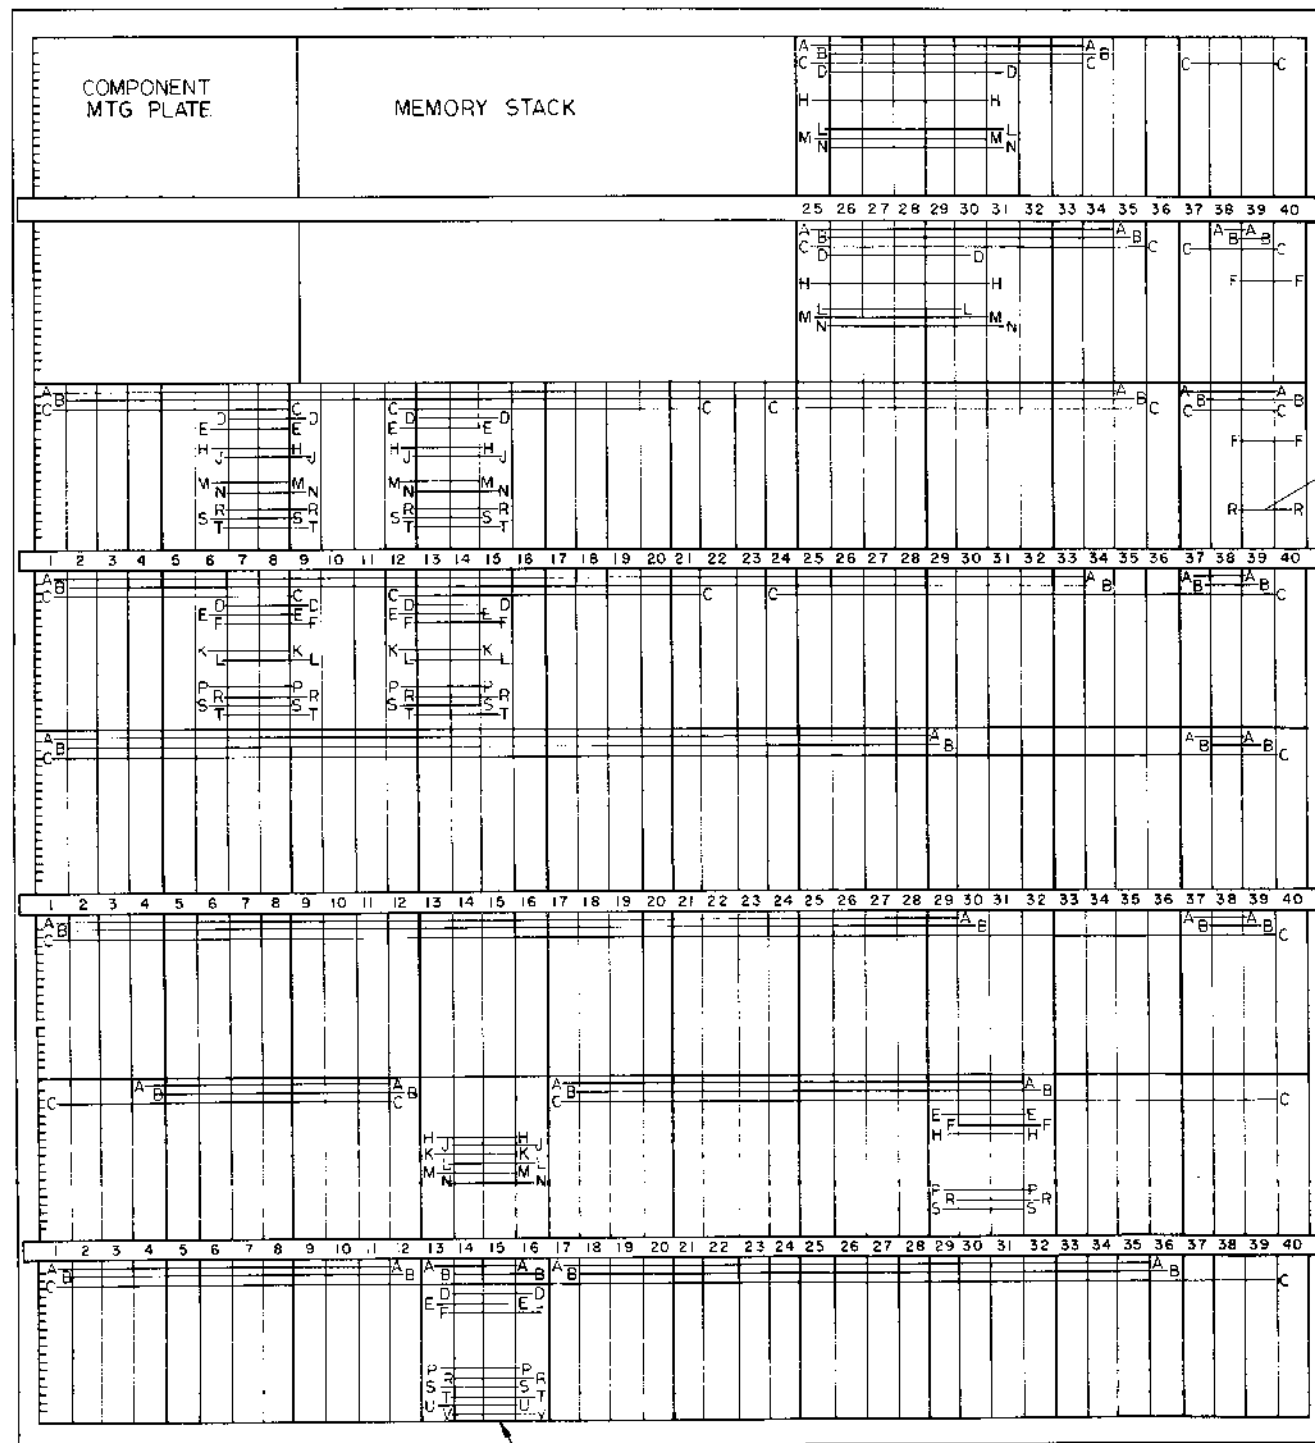 COMPONENT
MTG PLATE
MEMORY STACK
A A
B B
C C C C
D D
H H
L L
M M
N N
25 26 27 28 29 30 31 32 33 34 35 36 37 38 39 40
A A A A
B B B B
C C C C
D D
H H F F
L L
M M
N N
A A A A
B B B B
C C C C C C C C
D D D D
E E E E
H H H H F F
J J J J
M M M M
N N N N
R R R R R R
S S S S
T T T T
1 2 3 4 5 6 7 8 9 10 11 12 13 14 15 16 17 18 19 20 21 22 23 24 25 26 27 28 29 30 31 32 33 34 35 36 37 38 39 40
A A A A
B B B B
C C C C C C
D D D D
E E E E
F F F F
K K K K
L L L L
P P P P
R R R R
S S S S
T T T T
A A A A
B B B B
C C
1 2 3 4 5 6 7 8 9 10 11 12 13 14 15 16 17 18 19 20 21 22 23 24 25 26 27 28 29 30 31 32 33 34 35 36 37 38 39 40
A A A A
B B B B
C C
A A A A
B B B B
C C C C
E E
F F
H H H H
J J
K K
L L
M M
N N
P P
R R
S S
1 2 3 4 5 6 7 8 9 10 11 12 13 14 15 16 17 18 19 20 21 22 23 24 25 26 27 28 29 30 31 32 33 34 35 36 37 38 39 40
A A A A A A
B B B B B B
C C
D D
E E
F
P P
R R
S S
T T
U U
V V